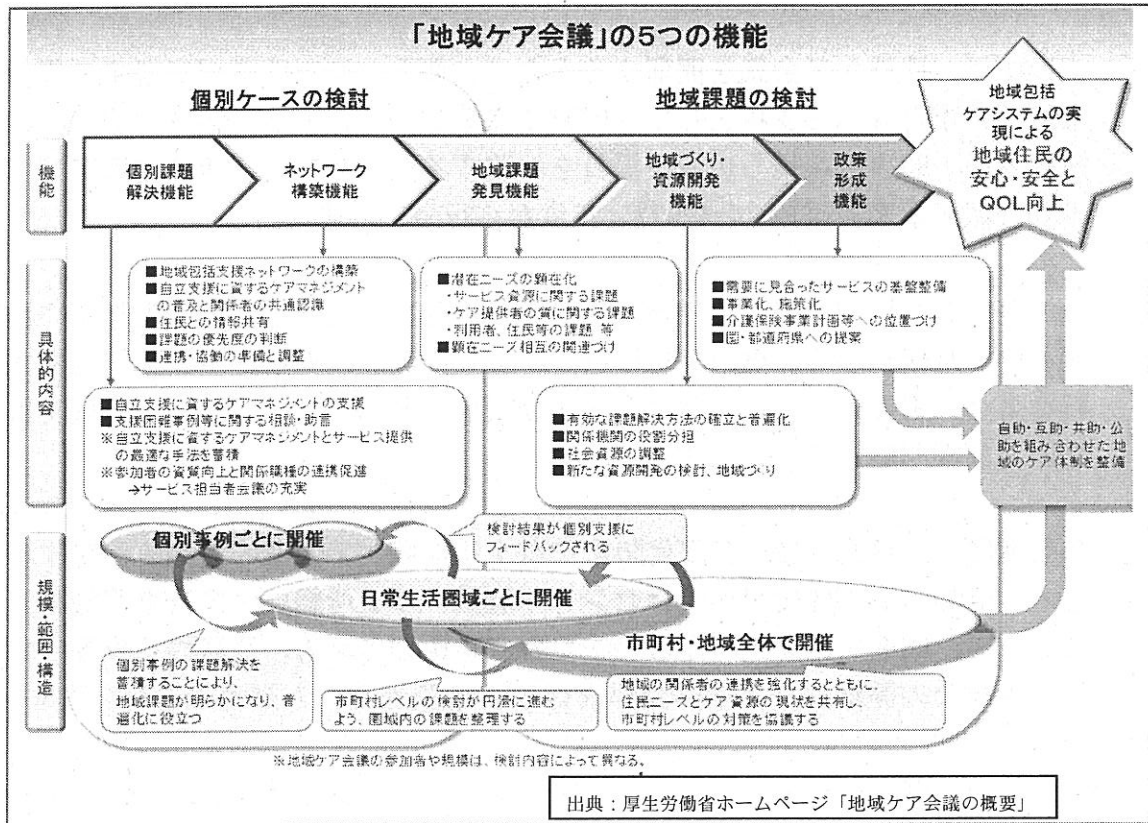 「地域ケア会議」の5つの機能
個別ケースの検討
地域課題の検討
機能
個別課題
解決機能
ネットワーク
構築機能
地域課題
発見機能
地域づくり・
資源開発
機能
政策
形成
機能
地域包括
ケアシステムの実
現による
地域住民の
安心・安全と
QOL向上
具体的内容
■地域包括支援ネットワークの構築
■自立支援に資するケアマネジメント
の普及と関係者の共通認識
■住民との情報共有
■課題の優先度の判断
■連携・協働の準備と調整
■潜在ニーズの顕在化
・サービス資源に関する課題
・ケア提供者の質に関する課題
・利用者、住民等の課題 等
■顕在ニーズ相互の関連づけ
■需要に見合ったサービスの基盤整備
■事業化、施策化
■介護保険事業計画等への位置づけ
■国・都道府県への提案
■自立支援に資するケアマネジメントの支援
■支援困難事例等に関する相談・助言
※自立支援に資するケアマネジメントとサービス提供
の最適な手法を蓄積
※参加者の資質向上と関係職種の連携促進
→サービス担当者会議の充実
■有効な課題解決方法の確立と普遍化
■関係機関の役割分担
■社会資源の調整
■新たな資源開発の検討、地域づくり
自助・互助・共助・公
助を組み合わせた地
域のケア体制を整備
規模・範囲・構造
個別事例ごとに開催
検討結果が個別支援に
フィードバックされる
日常生活圏域ごとに開催
市町村・地域全体で開催
個別事例の課題解決を
蓄積することにより、
地域課題が明らかになり、普
遍化に役立つ
市町村レベルの検討が円滑に進む
よう、圏域内の課題を整理する
地域の関係者の連携を強化するとともに、
住民ニーズとケア資源の現状を共有し、
市町村レベルの対策を協議する
※地域ケア会議の参加者や規模は、検討内容によって異なる。
出典：厚生労働省ホームページ「地域ケア会議の概要」